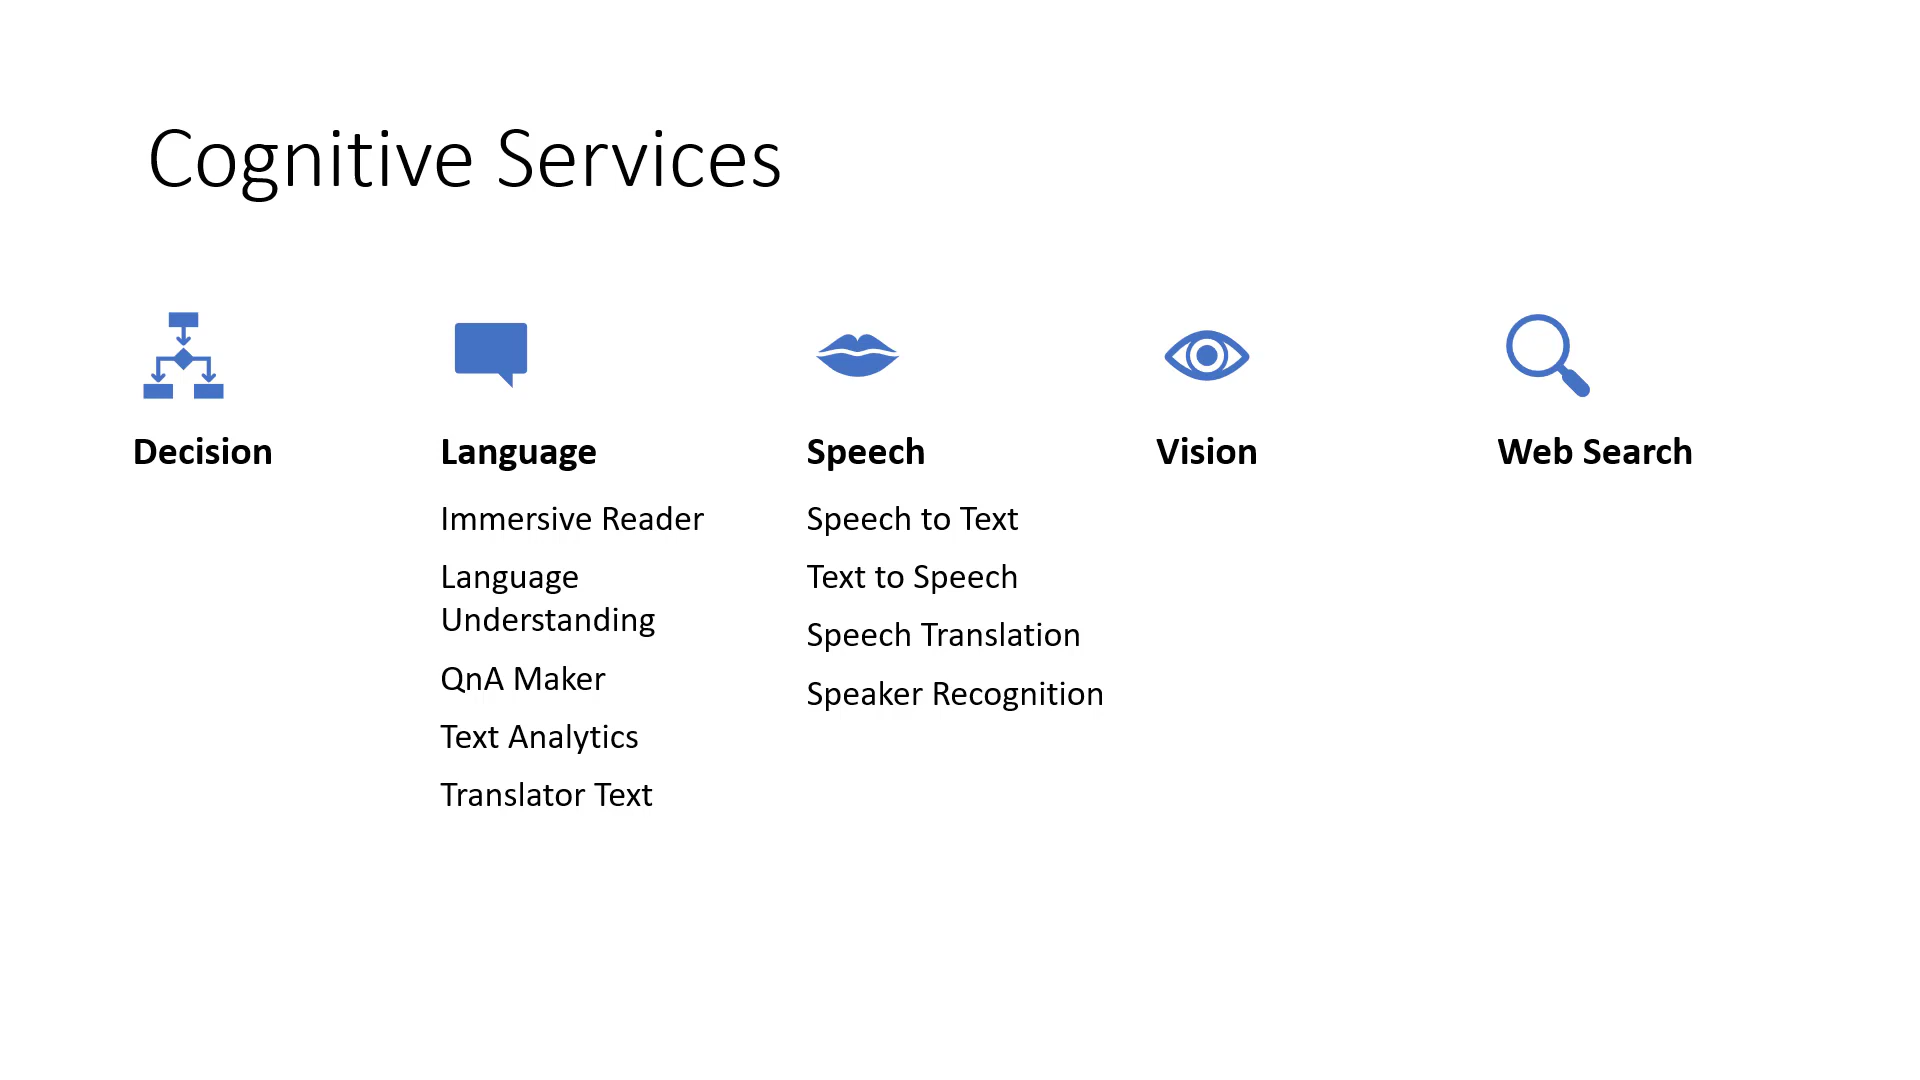 Cognitive Services
Decision
Language
Immersive Reader
Language
Understanding
QnA Maker
Text Analytics
Translator Text
Speech
Speech to Text
Text to Speech
Speech Translation
Speaker Recognition
Vision
Web Search